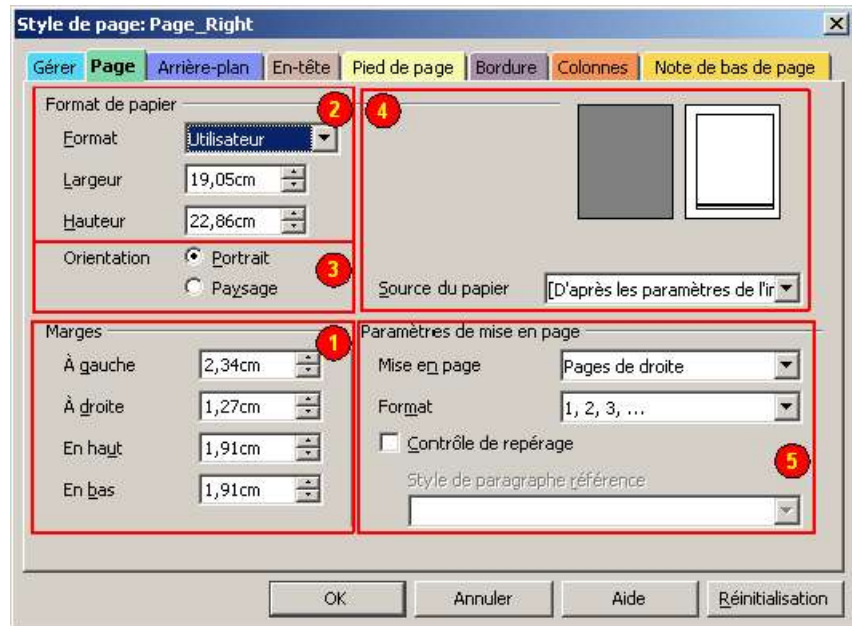 Style de page: Page_Right
Gérer Page Arrière-plan En-tête Pied de page Bordure Colonnes Note de bas de page
Format de papier
2
4
Format Utilisateur
Largeur 19,05cm
Hauteur 22,86cm
Orientation Portrait
Paysage
3
Source du papier [D'après les paramètres de l'ir
Marges
1
À gauche 2,34cm
À droite 1,27cm
En haut 1,91cm
En bas 1,91cm
Paramètres de mise en page
Mise en page Pages de droite
Format 1, 2, 3, ...
Contrôle de repérage
5
Style de paragraphe référence
OK Annuler Aide Réinitialisation